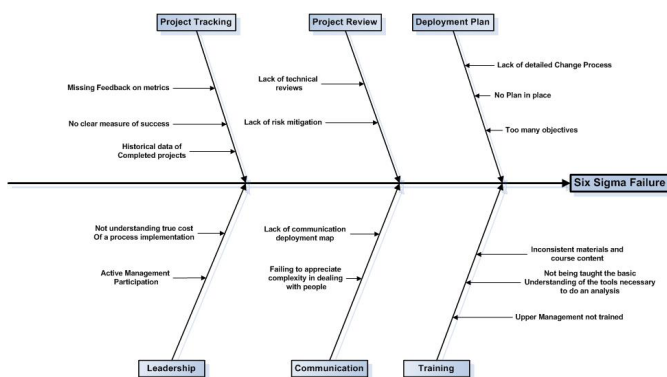 Project Tracking
Project Review
Deployment Plan
Missing Feedback on metrics
No clear measure of success
Historical data of
Completed projects
Lack of technical
reviews
Lack of risk mitigation
Lack of detailed Change Process
No Plan in place
Too many objectives
Six Sigma Failure
Not understanding true cost
Of a process implementation
Active Management
Participation
Lack of communication
deployment map
Failing to appreciate
complexity in dealing
with people
Inconsistent materials and
course content
Not being taught the basic
Understanding of the tools necessary
to do an analysis
Upper Management not trained
Leadership
Communication
Training